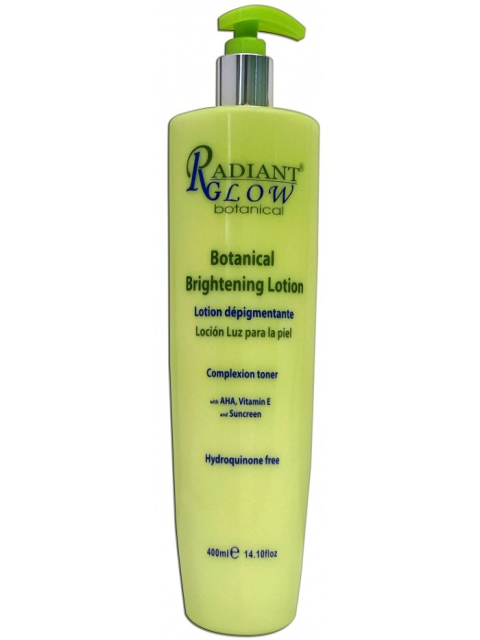 RADIANT®
GLOW
botanical
Botanical
Brightening Lotion
Lotion dépigmentante
Loción Luz para la piel
Complexion toner
with AHA, Vitamin E
and Suncreen
Hydroquinone free
400ml℮ 14.10floz